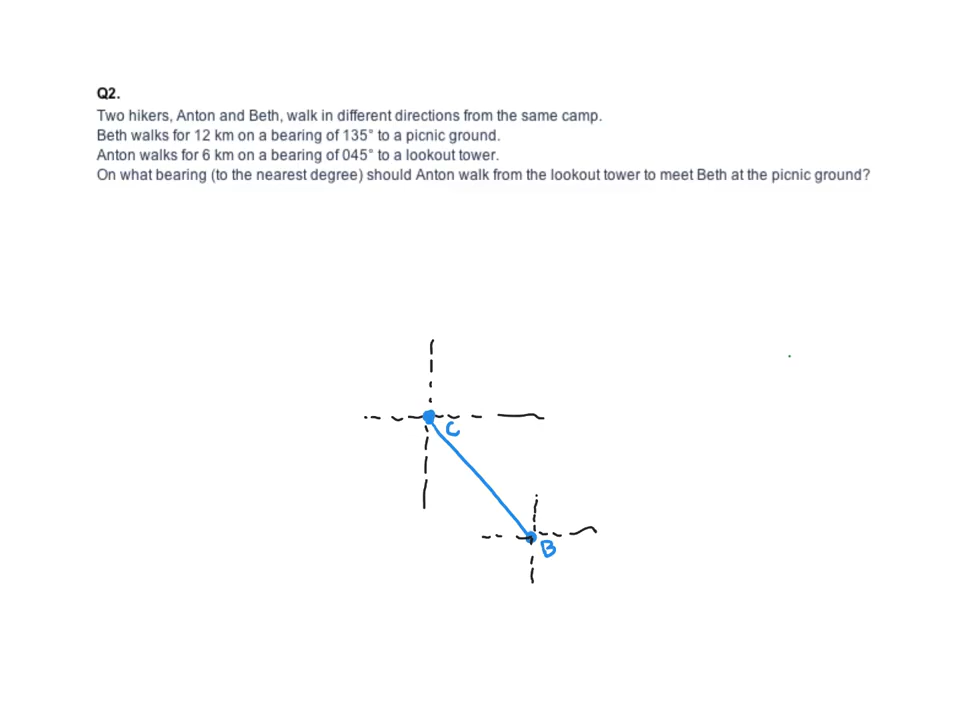 Q2.
Two hikers, Anton and Beth, walk in different directions from the same camp.
Beth walks for 12 km on a bearing of 135° to a picnic ground.
Anton walks for 6 km on a bearing of 045° to a lookout tower.
On what bearing (to the nearest degree) should Anton walk from the lookout tower to meet Beth at the picnic ground?
C
B